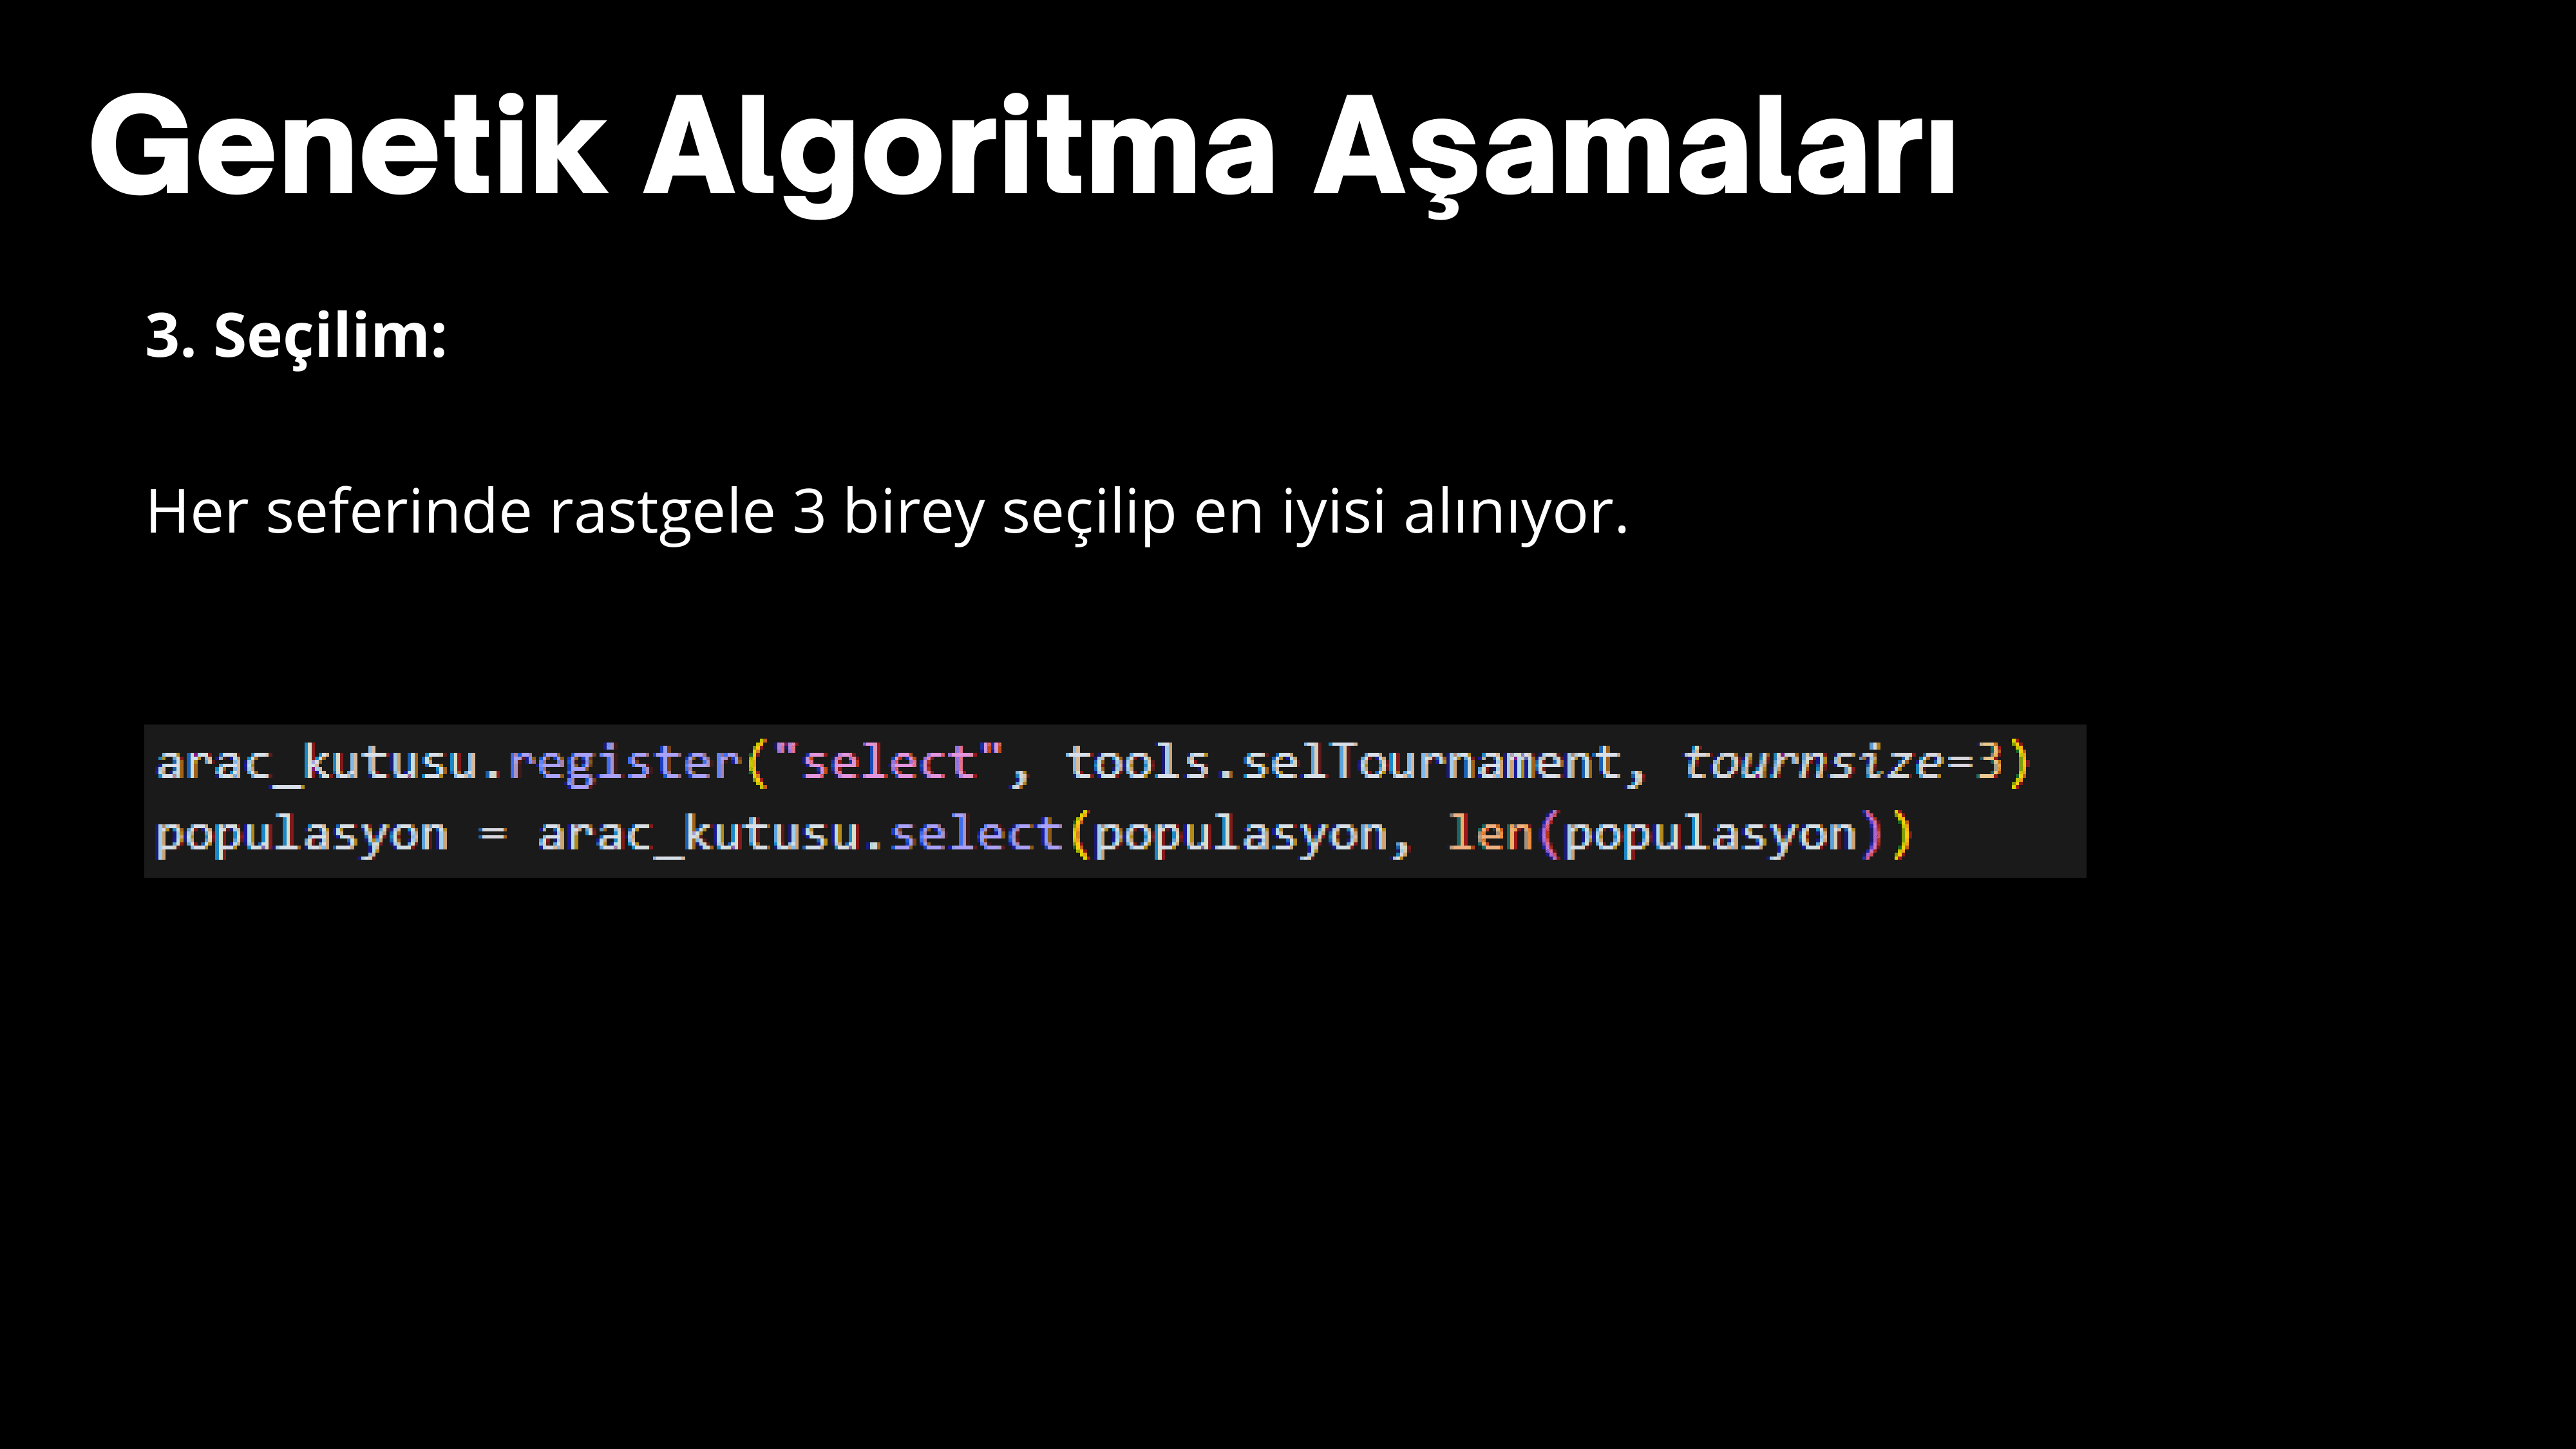 Genetik Algoritma Aşamaları
3. Seçilim:
Her seferinde rastgele 3 birey seçilip en iyisi alınıyor.
arac_kutusu.register("select", tools.selTournament, tournsize=3)
populasyon = arac_kutusu.select(populasyon, len(populasyon))